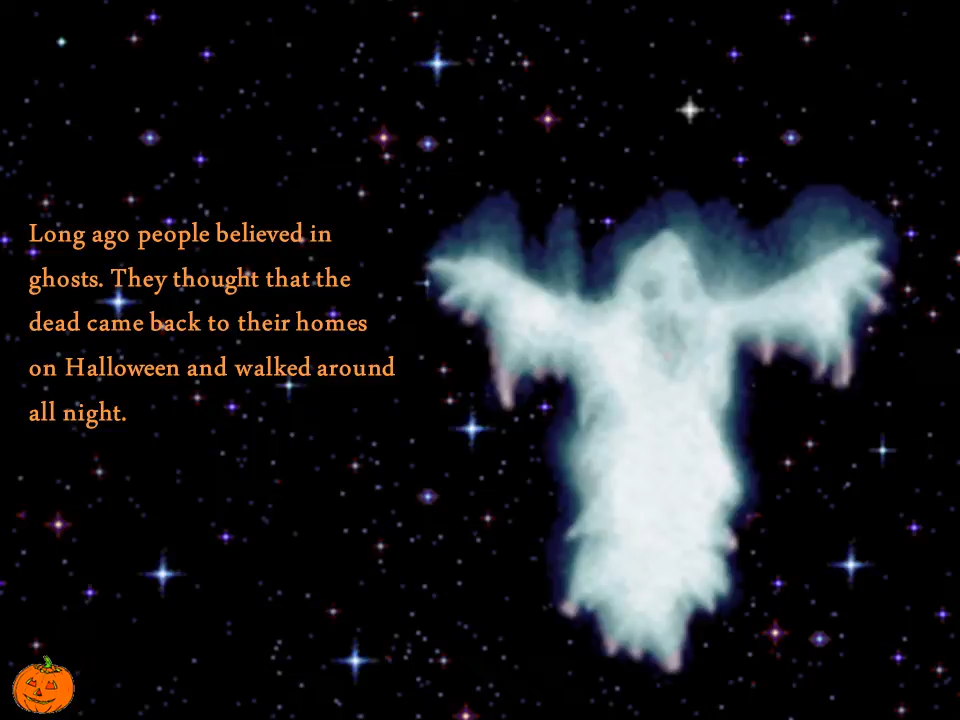 Long ago people believed in
ghosts. They thought that the
dead came back to their homes
on Halloween and walked around
all night.